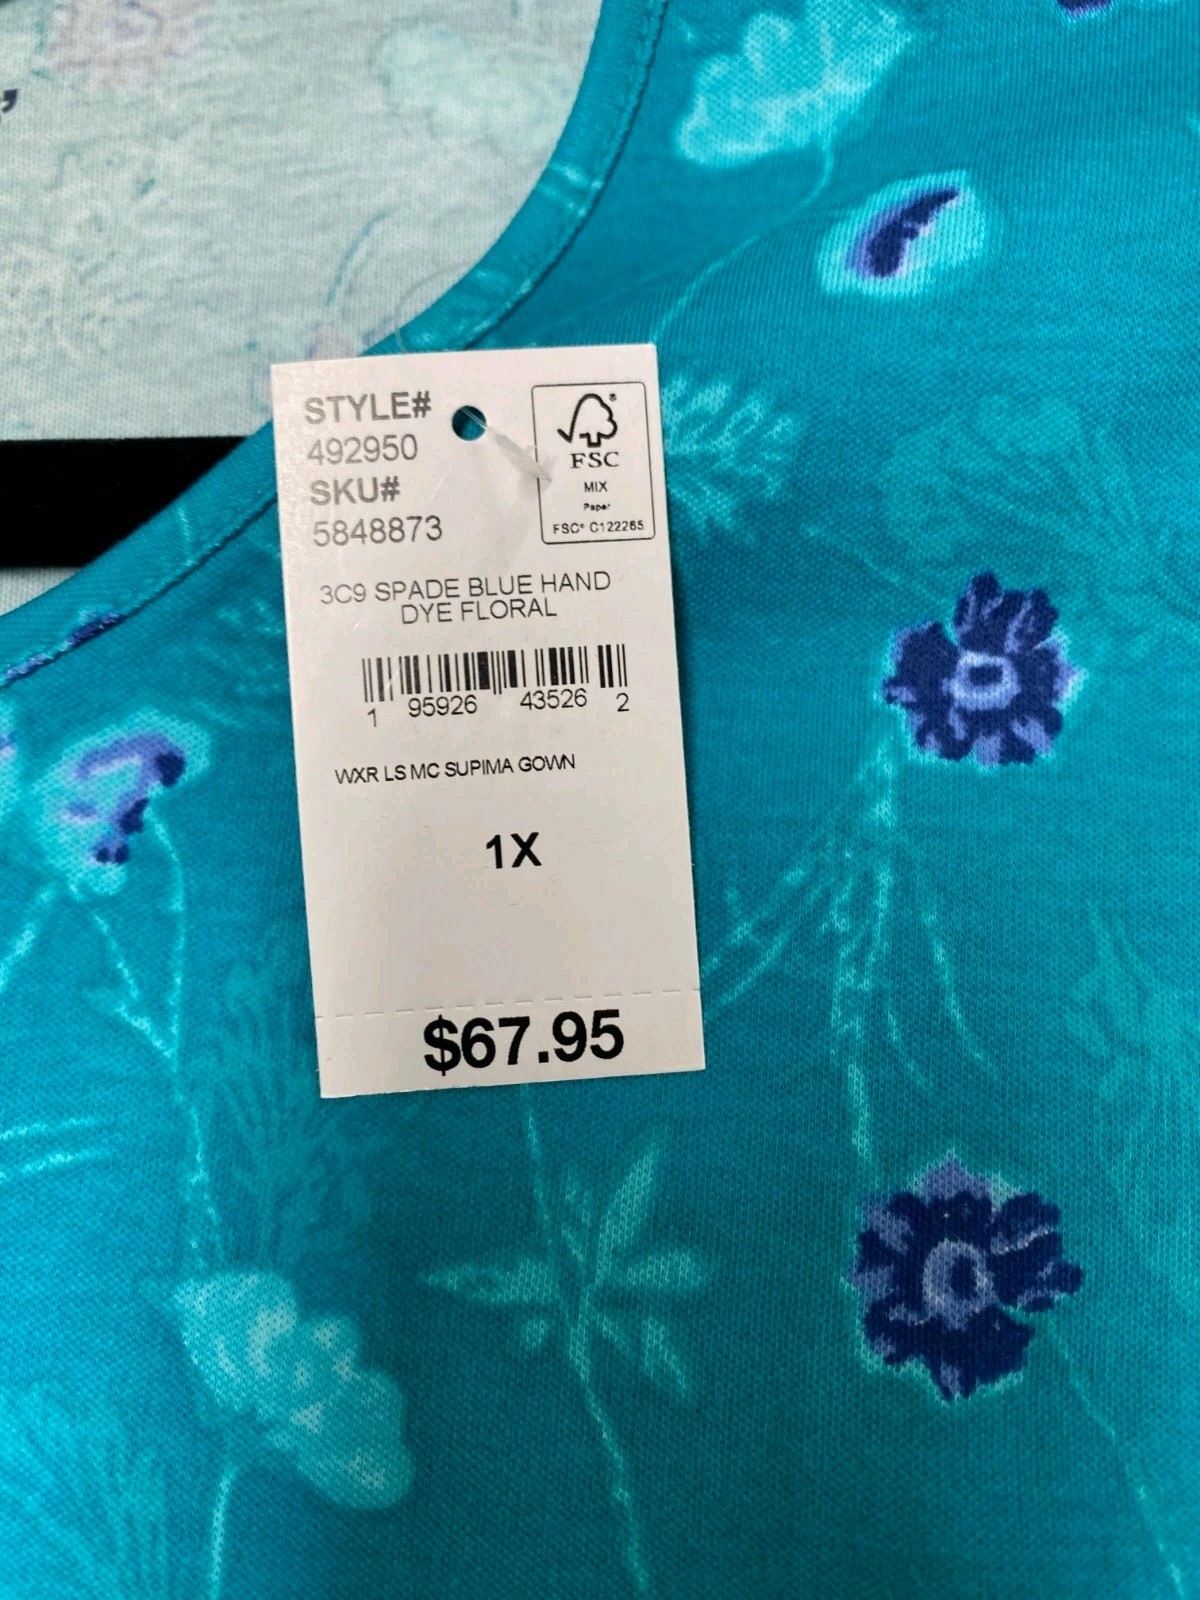 STYLE#
492950
SKU#
5848873
FSC®
MIX
Paper
FSC® C122265
3C9 SPADE BLUE HAND
DYE FLORAL
1 95926 43526 2
WXR LS MC SUPIMA GOWN
1X
$67.95